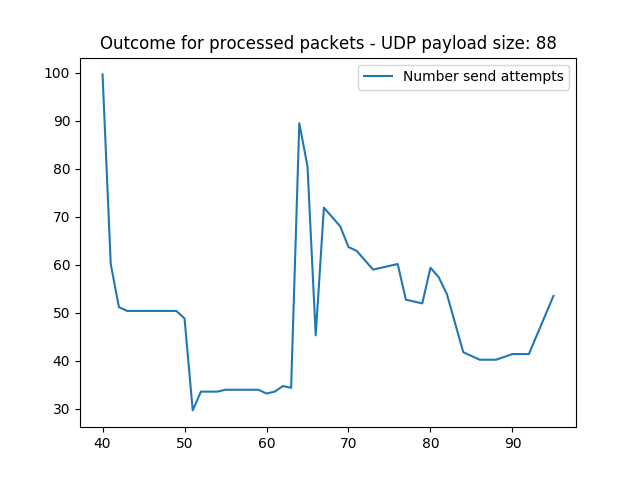 Outcome for processed packets - UDP payload size: 88
Number send attempts
100
90
80
70
60
50
40
30
40 50 60 70 80 90